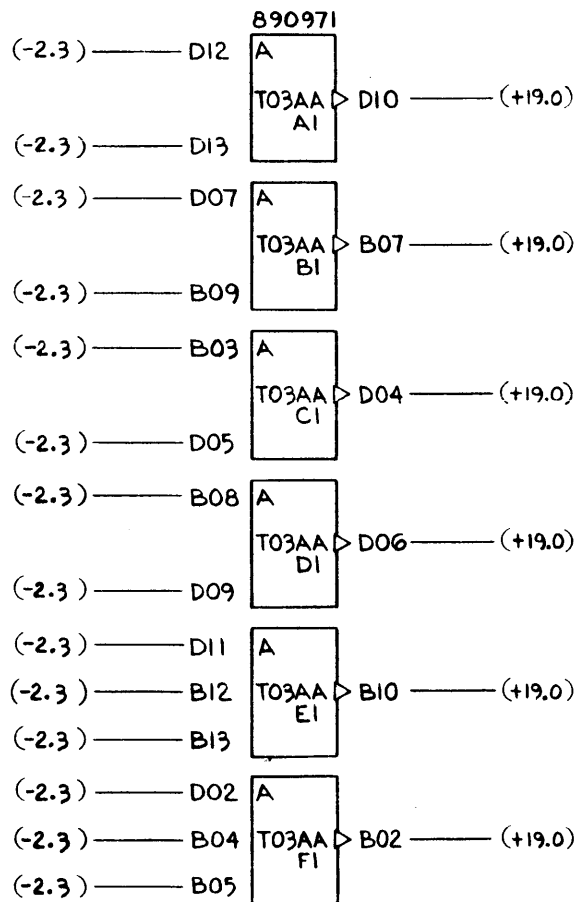 890971
(-2.3) D12 A
T03AA D10 (+19.0)
A1
(-2.3) D13
(-2.3) D07 A
T03AA B07 (+19.0)
B1
(-2.3) B09
(-2.3) B03 A
T03AA D04 (+19.0)
C1
(-2.3) D05
(-2.3) B08 A
T03AA D06 (+19.0)
D1
(-2.3) D09
(-2.3) D11 A
(-2.3) B12 T03AA B10 (+19.0)
E1
(-2.3) B13
(-2.3) D02 A
(-2.3) B04 T03AA B02 (+19.0)
F1
(-2.3) B05